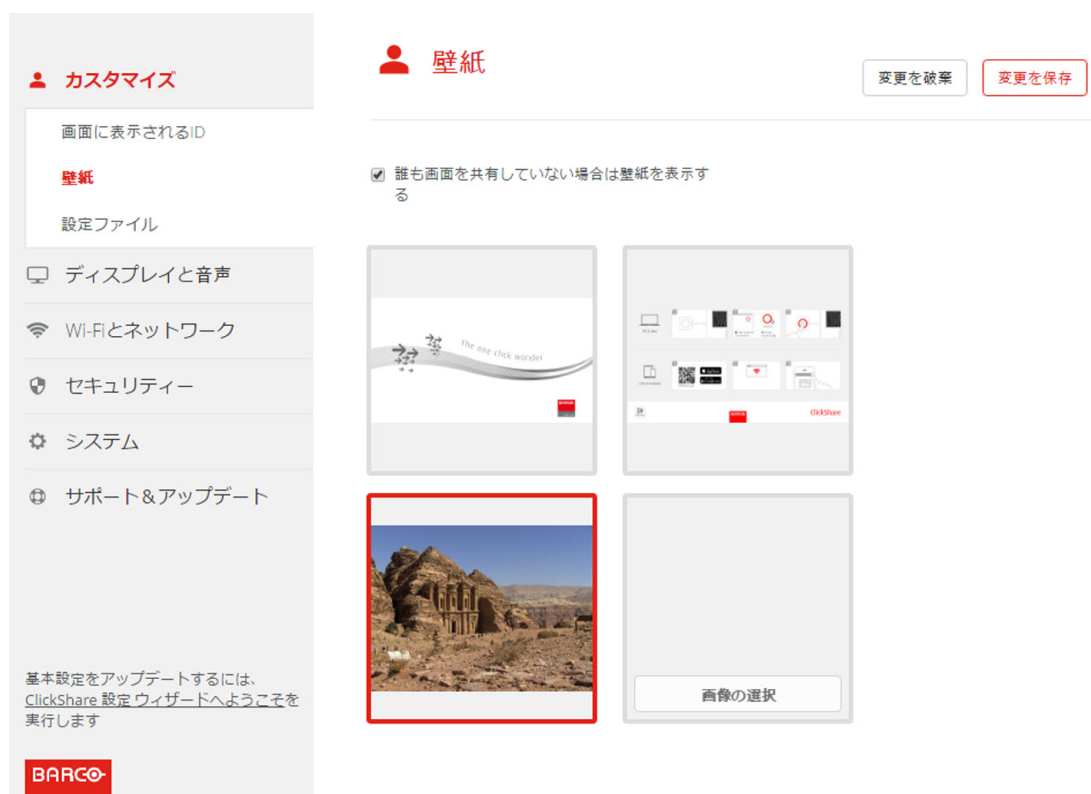 カスタマイズ
画面に表示されるID
壁紙
設定ファイル
ディスプレイと音声
Wi-Fiとネットワーク
セキュリティー
システム
サポート&アップデート
基本設定をアップデートするには、
ClickShare 設定 ウィザードへようこそを
実行します
BARCO
壁紙
変更を破棄
変更を保存
誰も画面を共有していない場合は壁紙を表示す
る
The one click wonder
BARCO
ClickShare
画像の選択